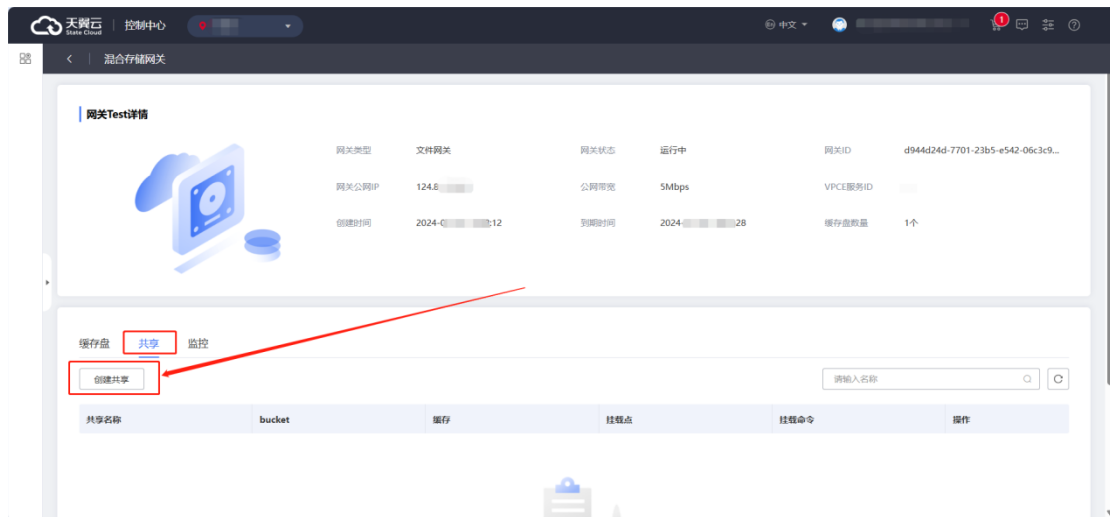 天翼云 控制中心 中文 1
State Cloud
混合存储网关
网关Test详情
网关类型 文件网关 网关状态 运行中 网关ID d944d24d-7701-23b5-e542-06c3c9...
网关公网IP 124.8 公网带宽 5Mbps VPCE服务ID
创建时间 2024-0 :12 到期时间 2024- 28 缓存盘数量 1个
缓存盘 共享 监控
创建共享 请输入名称
共享名称 bucket 缓存 挂载点 挂载命令 操作